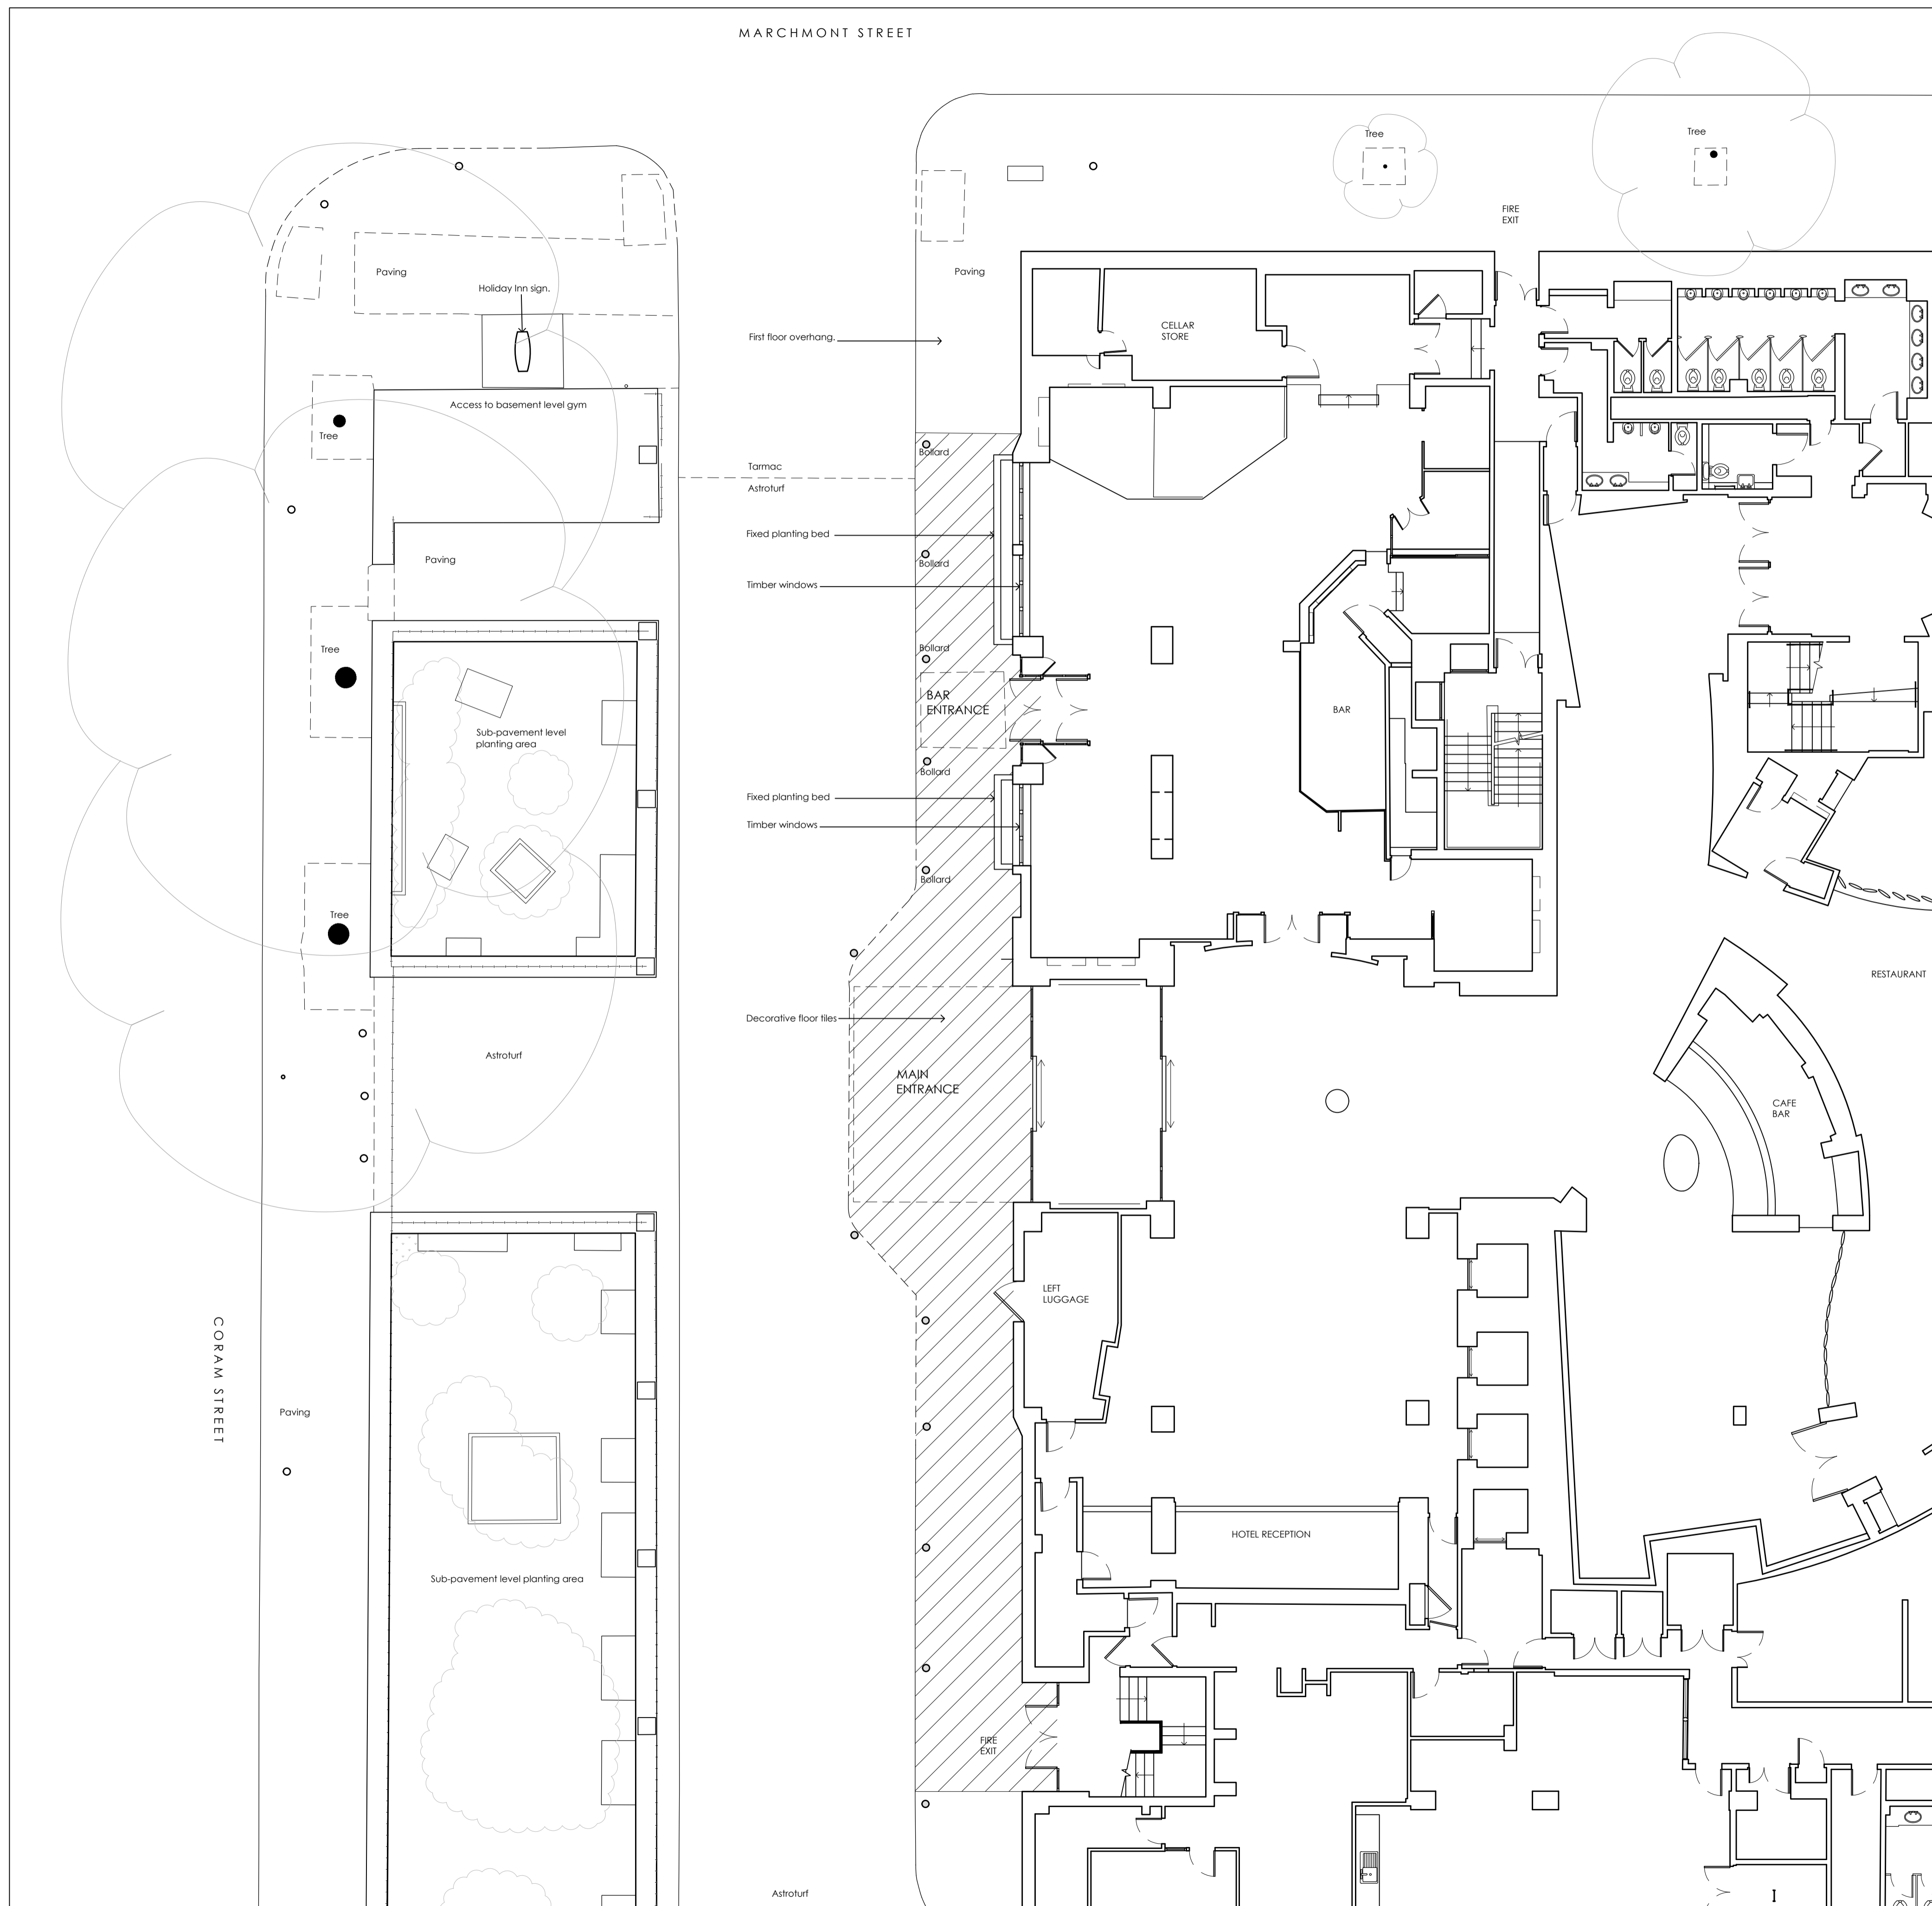 MARCHMONT STREET
Tree
Tree
FIRE
EXIT
Paving
Paving
Holiday Inn sign.
First floor overhang.
CELLAR
STORE
Access to basement level gym
Tree
Bollard
Tarmac
Astroturf
Fixed planting bed
Bollard
Paving
Timber windows
Tree
Bollard
BAR
ENTRANCE
BAR
Sub-pavement level
planting area
Bollard
Fixed planting bed
Timber windows
Bollard
Tree
RESTAURANT
Decorative floor tiles
Astroturf
MAIN
ENTRANCE
CAFE
BAR
LEFT
LUGGAGE
CORAM STREET
Paving
HOTEL RECEPTION
Sub-pavement level planting area
FIRE
EXIT
Astroturf